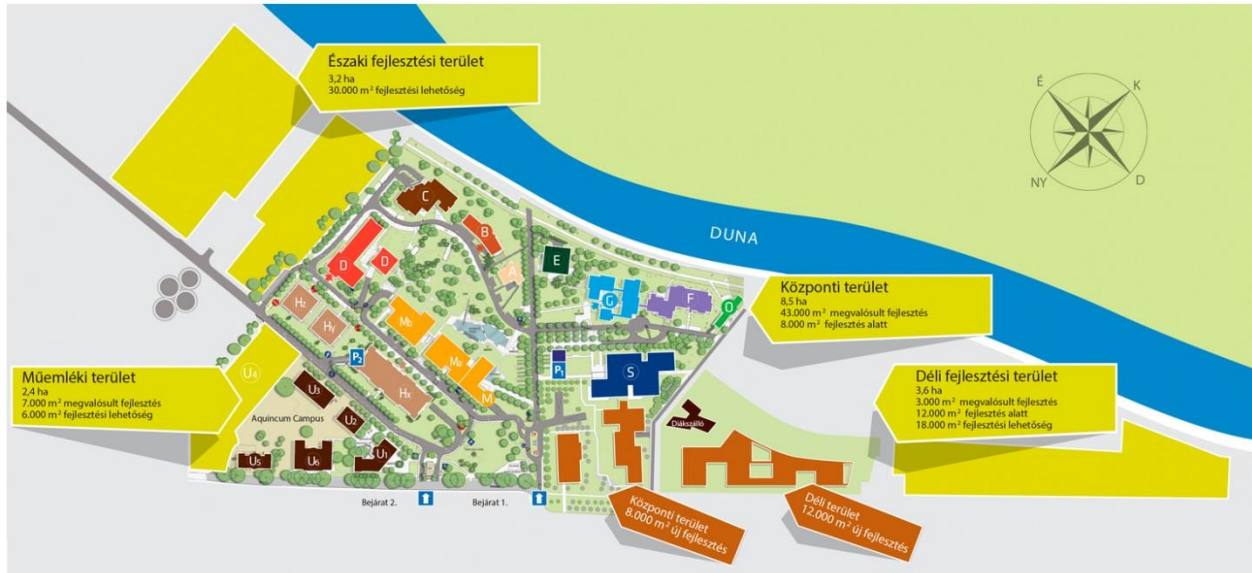 Északi fejlesztési terület
3,2 ha
30.000 m² fejlesztési lehetőség
É
K
NY
D
DUNA
C
B
A
E
D
D
G
F
O
Hz
Hy
Hx
Mb
Ma
M
P₂
P₁
S
Központi terület
8,5 ha
43.000 m² megvalósult fejlesztés
8.000 m² fejlesztés alatt
Műemléki terület
2,4 ha
7.000 m² megvalósult fejlesztés
6.000 m² fejlesztési lehetőség
U4
U3
U2
Aquincum Campus
U5
U6
U1
Déli fejlesztési terület
3,6 ha
3.000 m² megvalósult fejlesztés
12.000 m² fejlesztés alatt
18.000 m² fejlesztési lehetőség
Diákszálló
Bejárat 2.
Bejárat 1.
Központi terület
8.000 m² új fejlesztés
Déli terület
12.000 m² új fejlesztés